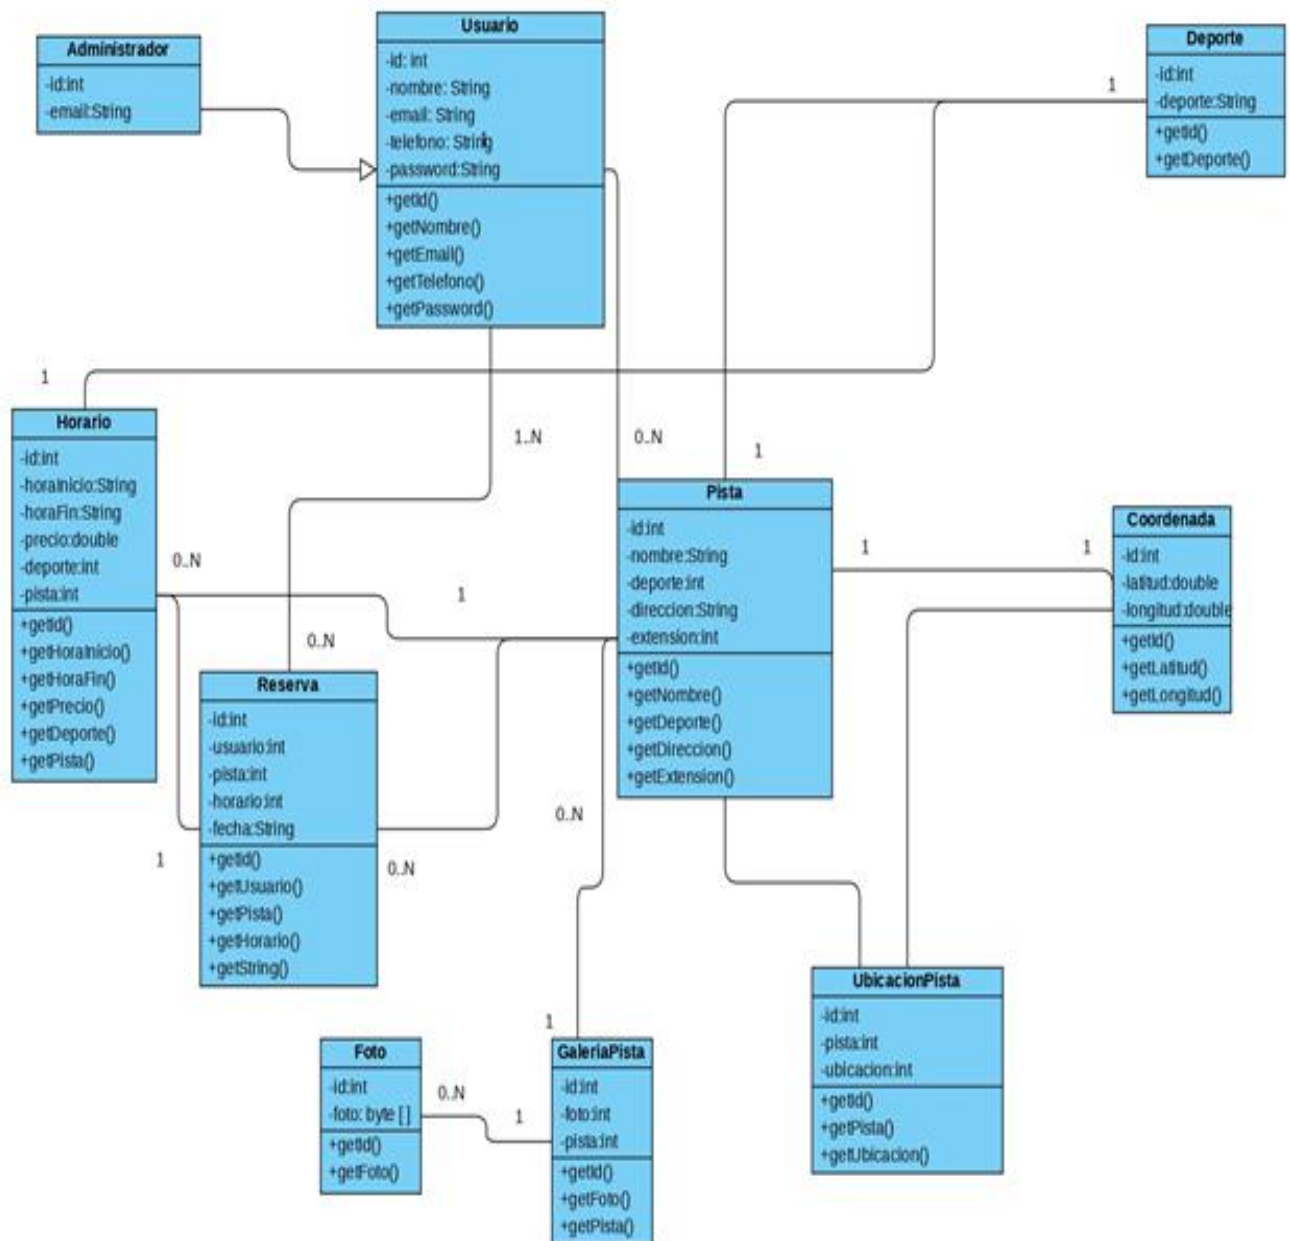 Administrador
-id:int
-email:String
Usuario
-id: int
-nombre: String
-email: String
-telefono: String
-password:String
+getId()
+getNombre()
+getEmail()
+getTelefono()
+getPassword()
Deporte
-id:int
-deporte:String
+getId()
+getDeporte()
1
1
1..N
0..N
1
Horario
-id:int
-horaInicio:String
-horaFin:String
-precio:double
-deporte:int
-pista:int
+getId()
+getHoraInicio()
+getHoraFin()
+getPrecio()
+getDeporte()
+getPista()
0..N
1
0..N
Pista
-id:int
-nombre:String
-deporte:int
-direccion:String
-extension:int
+getId()
+getNombre()
+getDeporte()
+getDireccion()
+getExtension()
1
1
Coordenada
-id:int
-latitud:double
-longitud:double
+getId()
+getLatitud()
+getLongitud()
Reserva
-id:int
-usuario:int
-pista:int
-horario:int
-fecha:String
+getId()
+getUsuario()
+getPista()
+getHorario()
+getString()
1
0..N
0..N
UbicacionPista
-id:int
-pista:int
-ubicacion:int
+getId()
+getPista()
+getUbicacion()
Foto
-id:int
-foto: byte []
+getId()
+getFoto()
0..N
1
1
GaleriaPista
-id:int
-foto:int
-pista:int
+getId()
+getFoto()
+getPista()